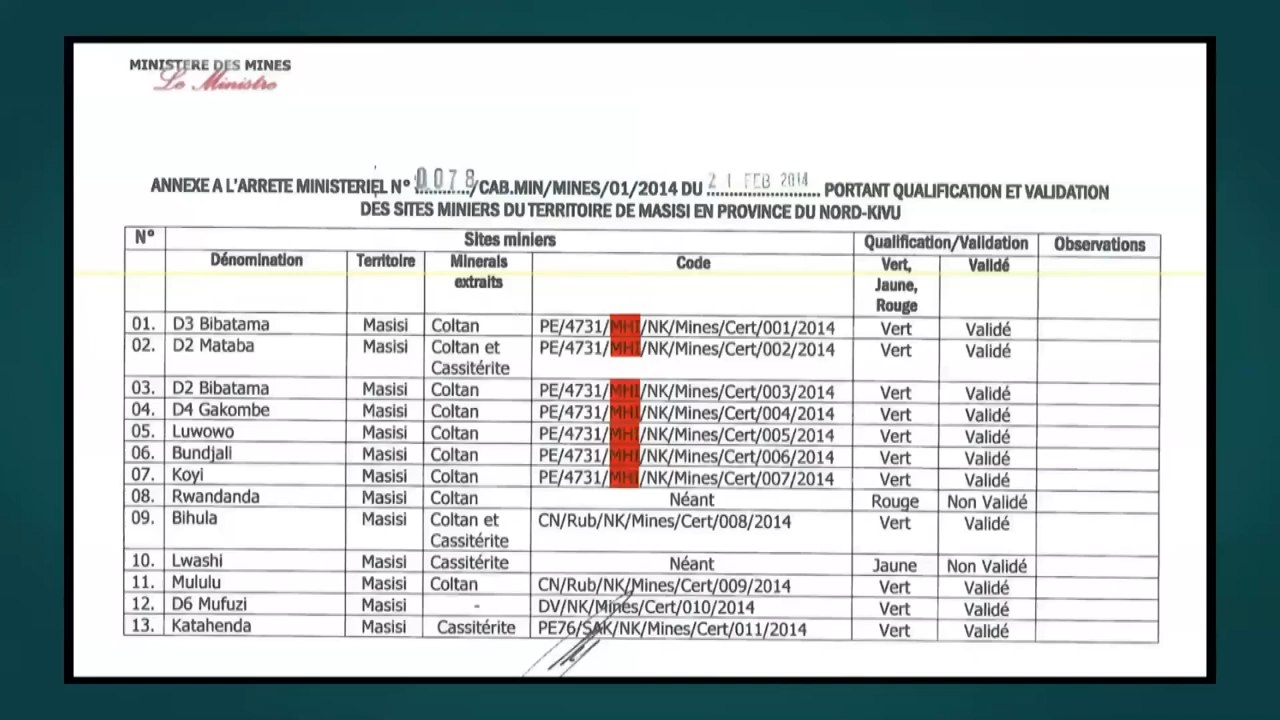 MINISTERE DES MINES
Le Ministre
ANNEXE A L'ARRETE MINISTERIEL N° 0078/CAB.MIN/MINES/01/2014 DU 21 FEB 2014 PORTANT QUALIFICATION ET VALIDATION
DES SITES MINIERS DU TERRITOIRE DE MASISI EN PROVINCE DU NORD-KIVU
N° Sites miniers Qualification/Validation Observations
Dénomination Territoire Minerals extraits Code Vert, Jaune, Rouge Validé
01. D3 Bibatama Masisi Coltan PE/4731/MHI/NK/Mines/Cert/001/2014 Vert Validé
02. D2 Mataba Masisi Coltan et Cassitérite PE/4731/MHI/NK/Mines/Cert/002/2014 Vert Validé
03. D2 Bibatama Masisi Coltan PE/4731/MHI/NK/Mines/Cert/003/2014 Vert Validé
04. D4 Gakombe Masisi Coltan PE/4731/MHI/NK/Mines/Cert/004/2014 Vert Validé
05. Luwowo Masisi Coltan PE/4731/MHI/NK/Mines/Cert/005/2014 Vert Validé
06. Bundjali Masisi Coltan PE/4731/MHI/NK/Mines/Cert/006/2014 Vert Validé
07. Koyi Masisi Coltan PE/4731/MHI/NK/Mines/Cert/007/2014 Vert Validé
08. Rwandanda Masisi Coltan Néant Rouge Non Validé
09. Bihula Masisi Coltan et Cassitérite CN/Rub/NK/Mines/Cert/008/2014 Vert Validé
10. Lwashi Masisi Cassitérite Néant Jaune Non Validé
11. Mululu Masisi Coltan CN/Rub/NK/Mines/Cert/009/2014 Vert Validé
12. D6 Mufuzi Masisi - DV/NK/Mines/Cert/010/2014 Vert Validé
13. Katahenda Masisi Cassitérite PE76/SAK/NK/Mines/Cert/011/2014 Vert Validé